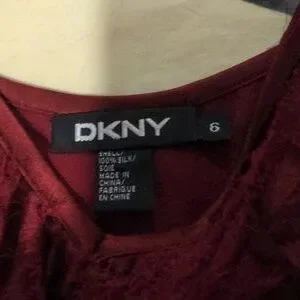 DKNY 6
SHELL/
100% SILK/
SOIE
MADE IN
CHINA/
FABRIQUE
EN CHINE